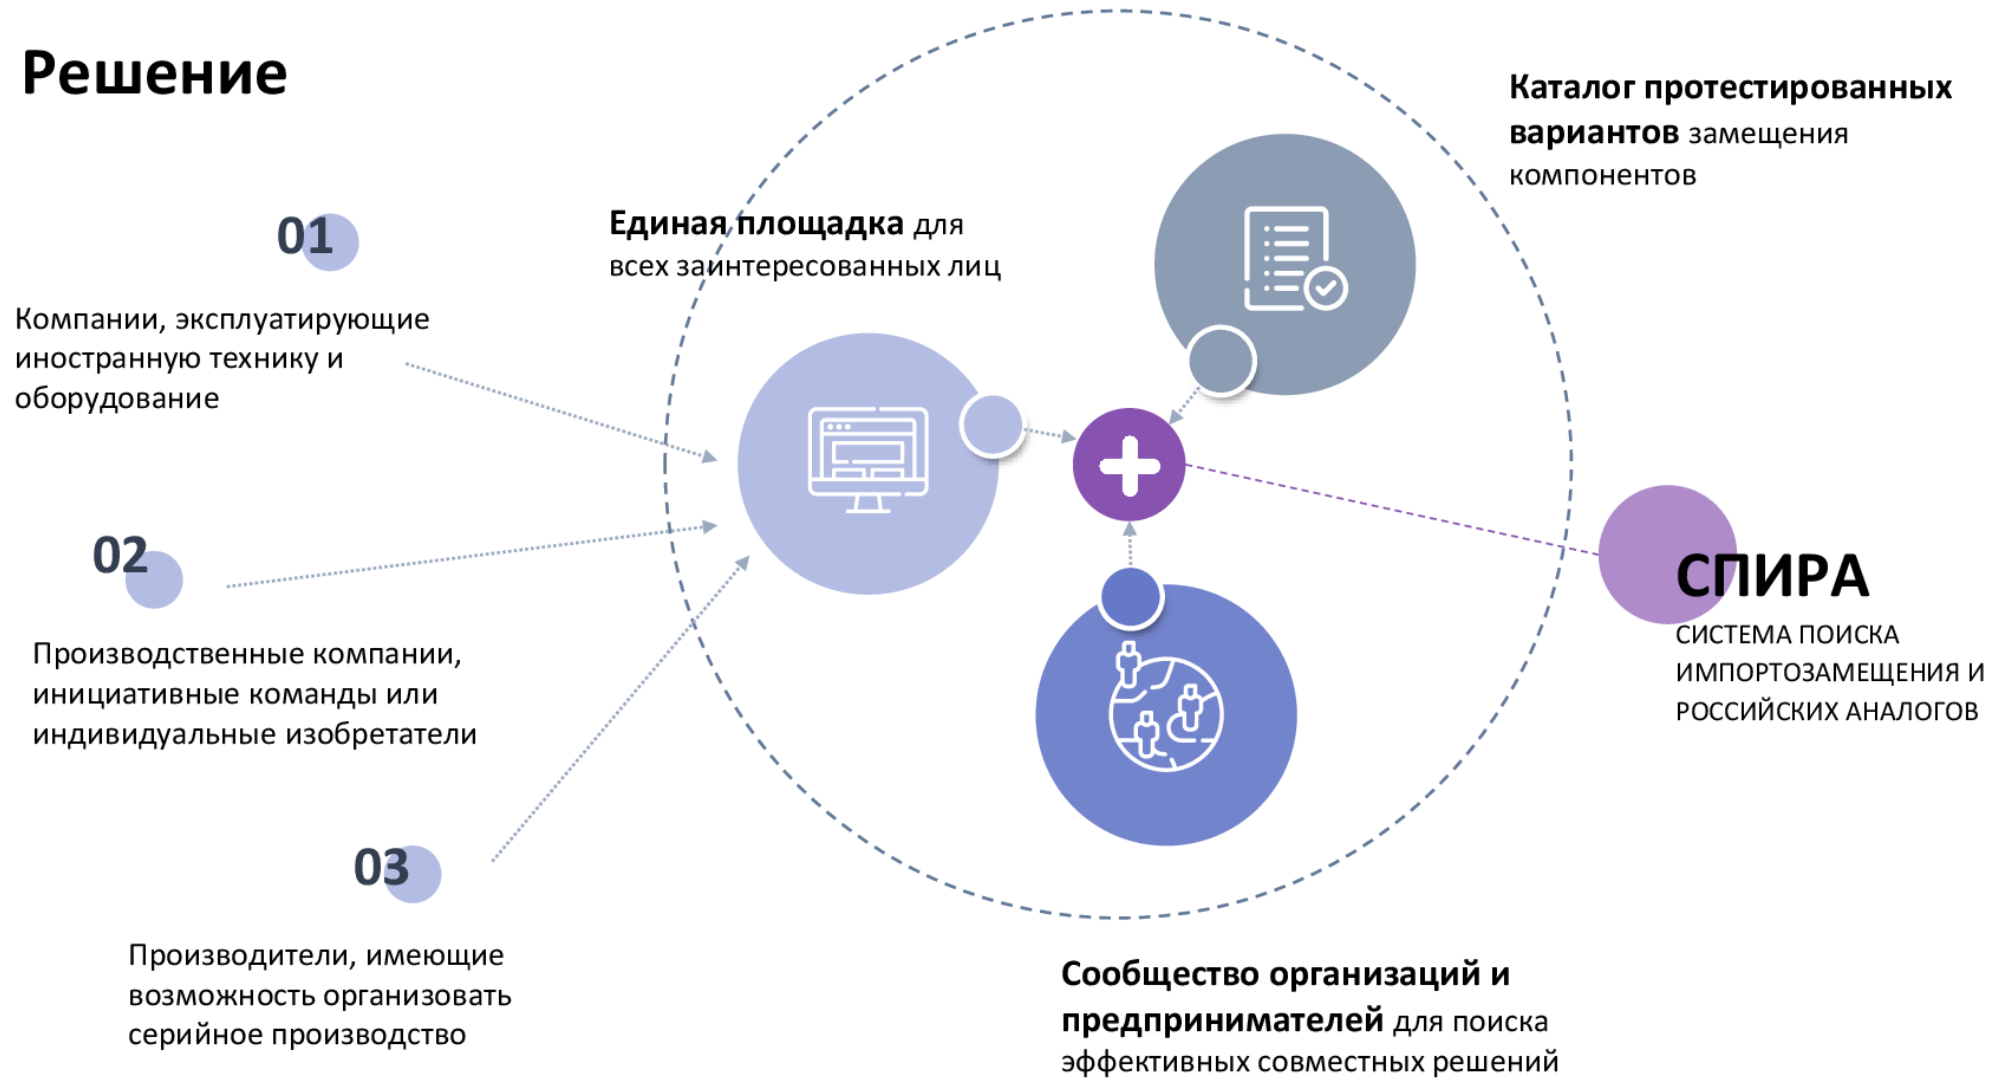 Решение
01
Компании, эксплуатирующие
иностранную технику и
оборудование
02
Производственные компании,
инициативные команды или
индивидуальные изобретатели
03
Производители, имеющие
возможность организовать
серийное производство
Единая площадка для
всех заинтересованных лиц
Каталог протестированных
вариантов замещения
компонентов
Сообщество организаций и
предпринимателей для поиска
эффективных совместных решений
СПИРА
СИСТЕМА ПОИСКА
ИМПОРТОЗАМЕЩЕНИЯ И
РОССИЙСКИХ АНАЛОГОВ